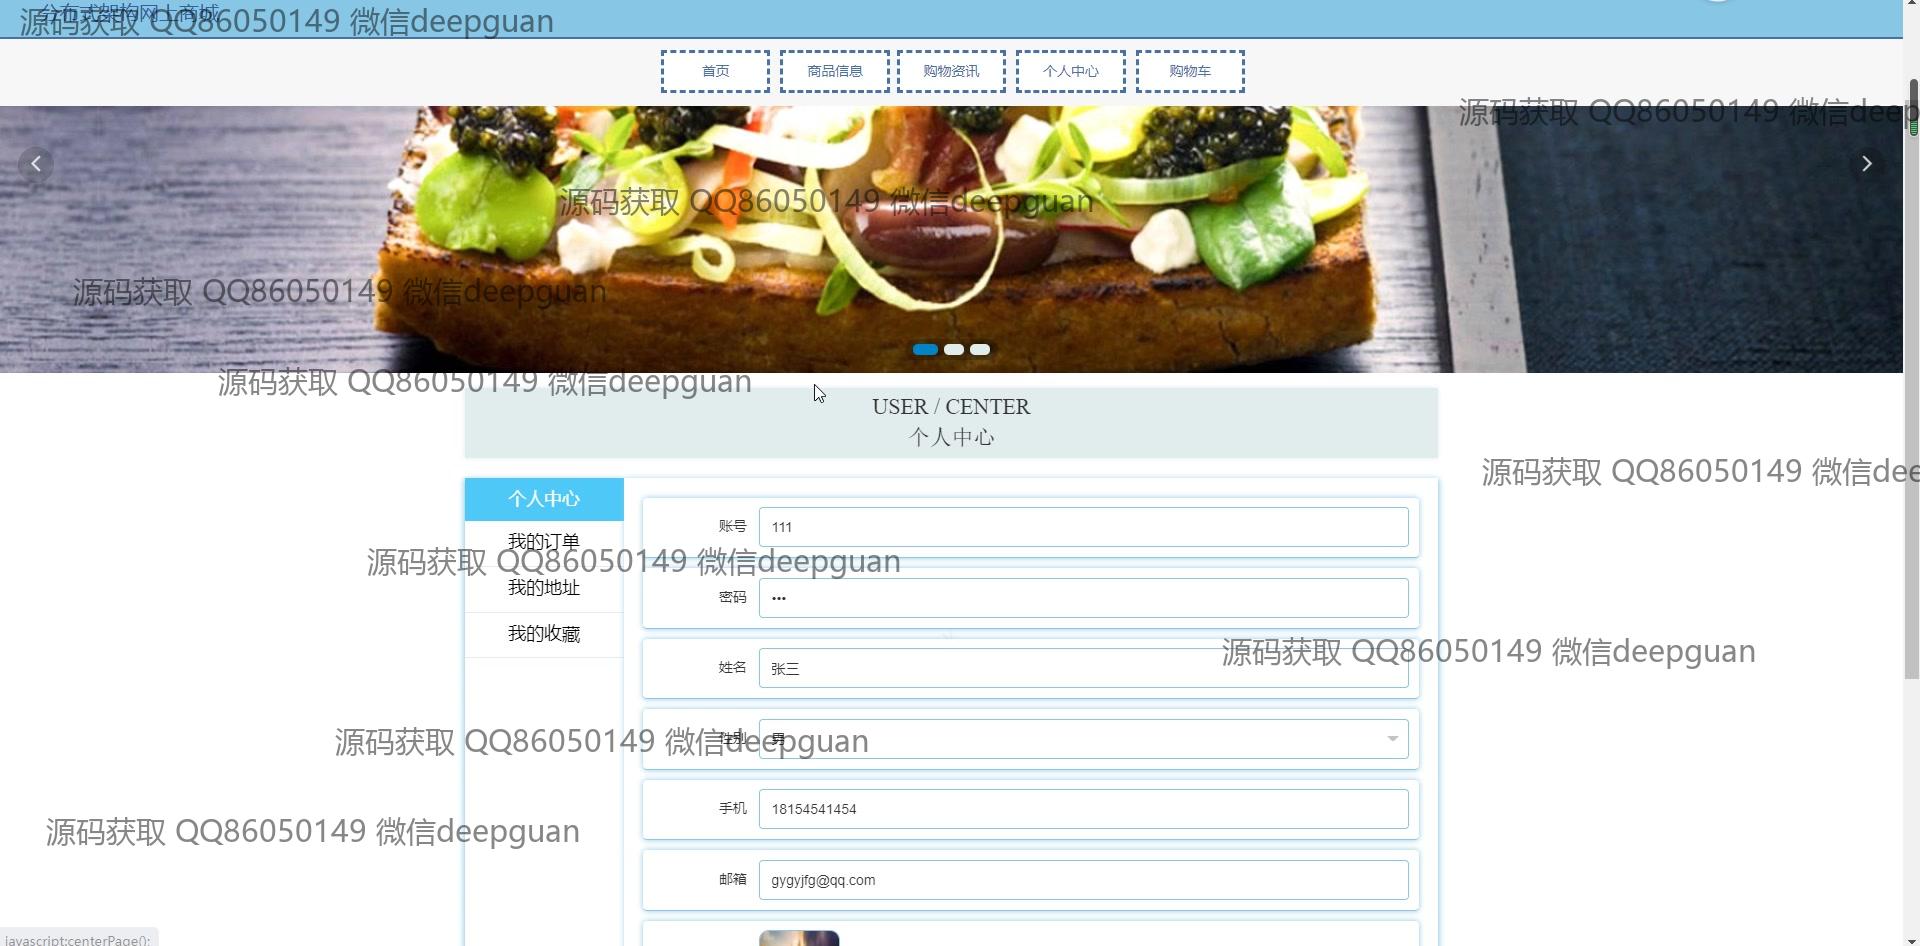 分布式架构网上商城
源码获取 QQ86050149 微信deepguan
首页
商品信息
购物资讯
个人中心
购物车
源码获取 QQ86050149 微信deep
源码获取 QQ86050149 微信deepguan
源码获取 QQ86050149 微信deepguan
源码获取 QQ86050149 微信deepguan
USER / CENTER
个人中心
源码获取 QQ86050149 微信dee
个人中心
我的订单
我的地址
我的收藏
账号
111
源码获取 QQ86050149 微信deepguan
密码
•••
姓名
张三
源码获取 QQ86050149 微信deepguan
性别
男
源码获取 QQ86050149 微信deepguan
手机
18154541454
源码获取 QQ86050149 微信deepguan
邮箱
gygyjfg@qq.com
javascript:centerPage();